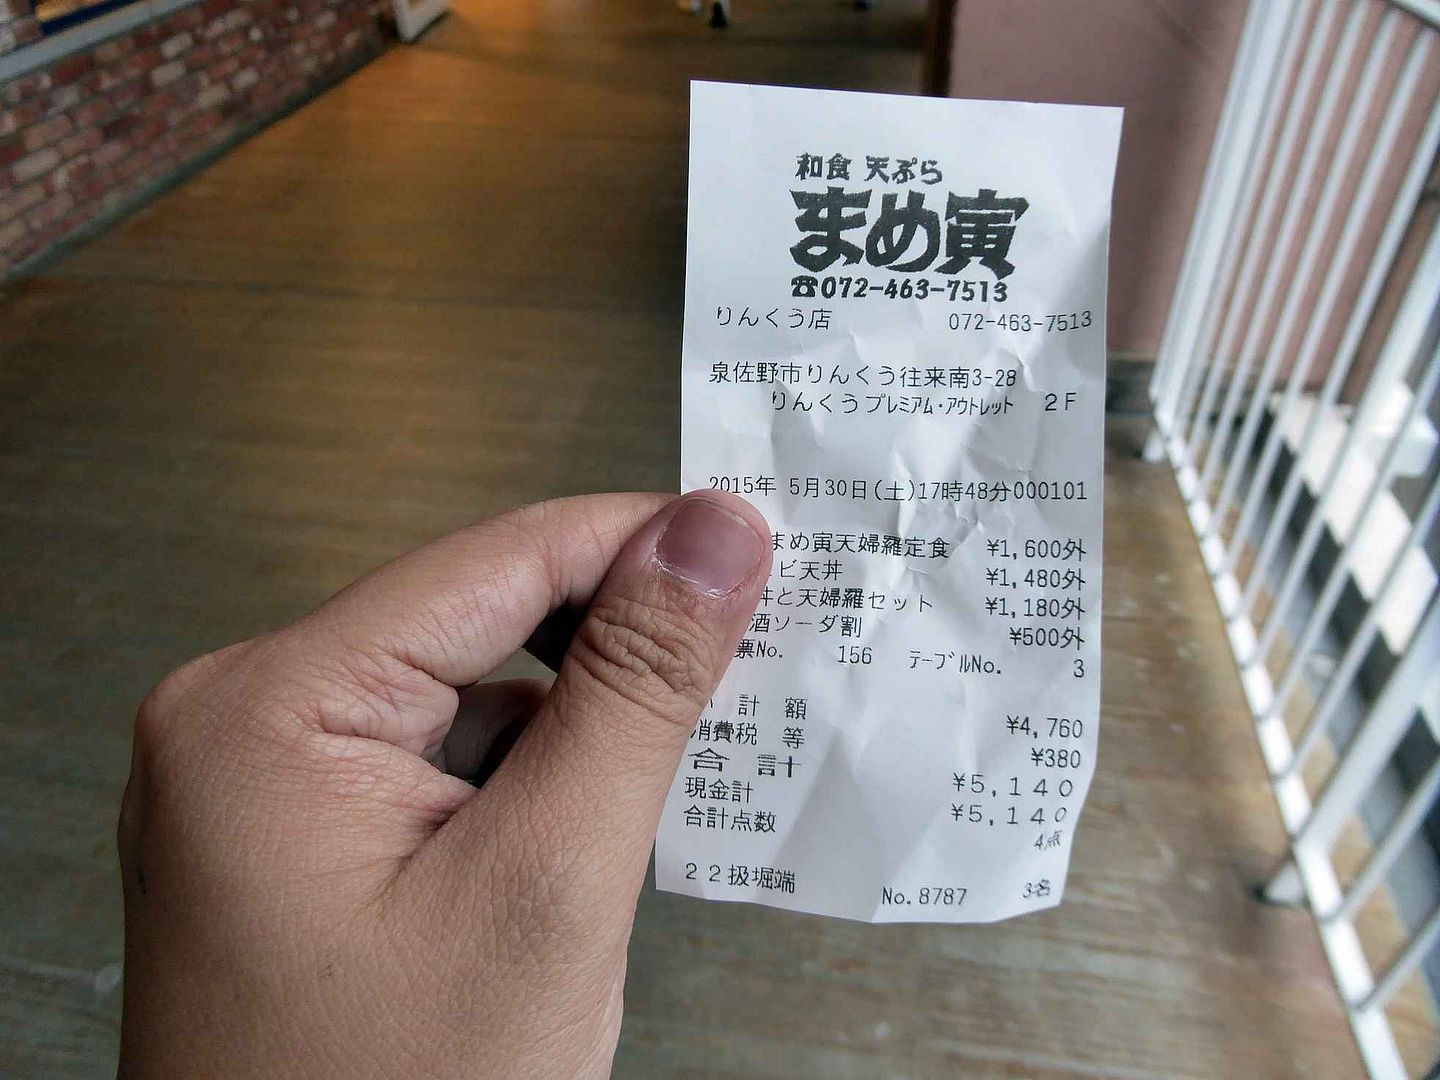 和食 天ぷら
まめ寅
☎072-463-7513
りんくう店 072-463-7513
泉佐野市りんくう往来南3-28
りんくうプレミアム・アウトレット 2F
2015年 5月30日(土)17時48分000101
まめ寅天婦羅定食 ¥1,600外
ビ天丼 ¥1,480外
丼と天婦羅セット ¥1,180外
酒ソーダ割 ¥500外
票No. 156 テーブルNo. 3
計 額 ¥4,760
消費税 等 ¥380
合 計 ¥5,140
現金計 ¥5,140
合計点数 4点
22扱堀端 No.8787 3名